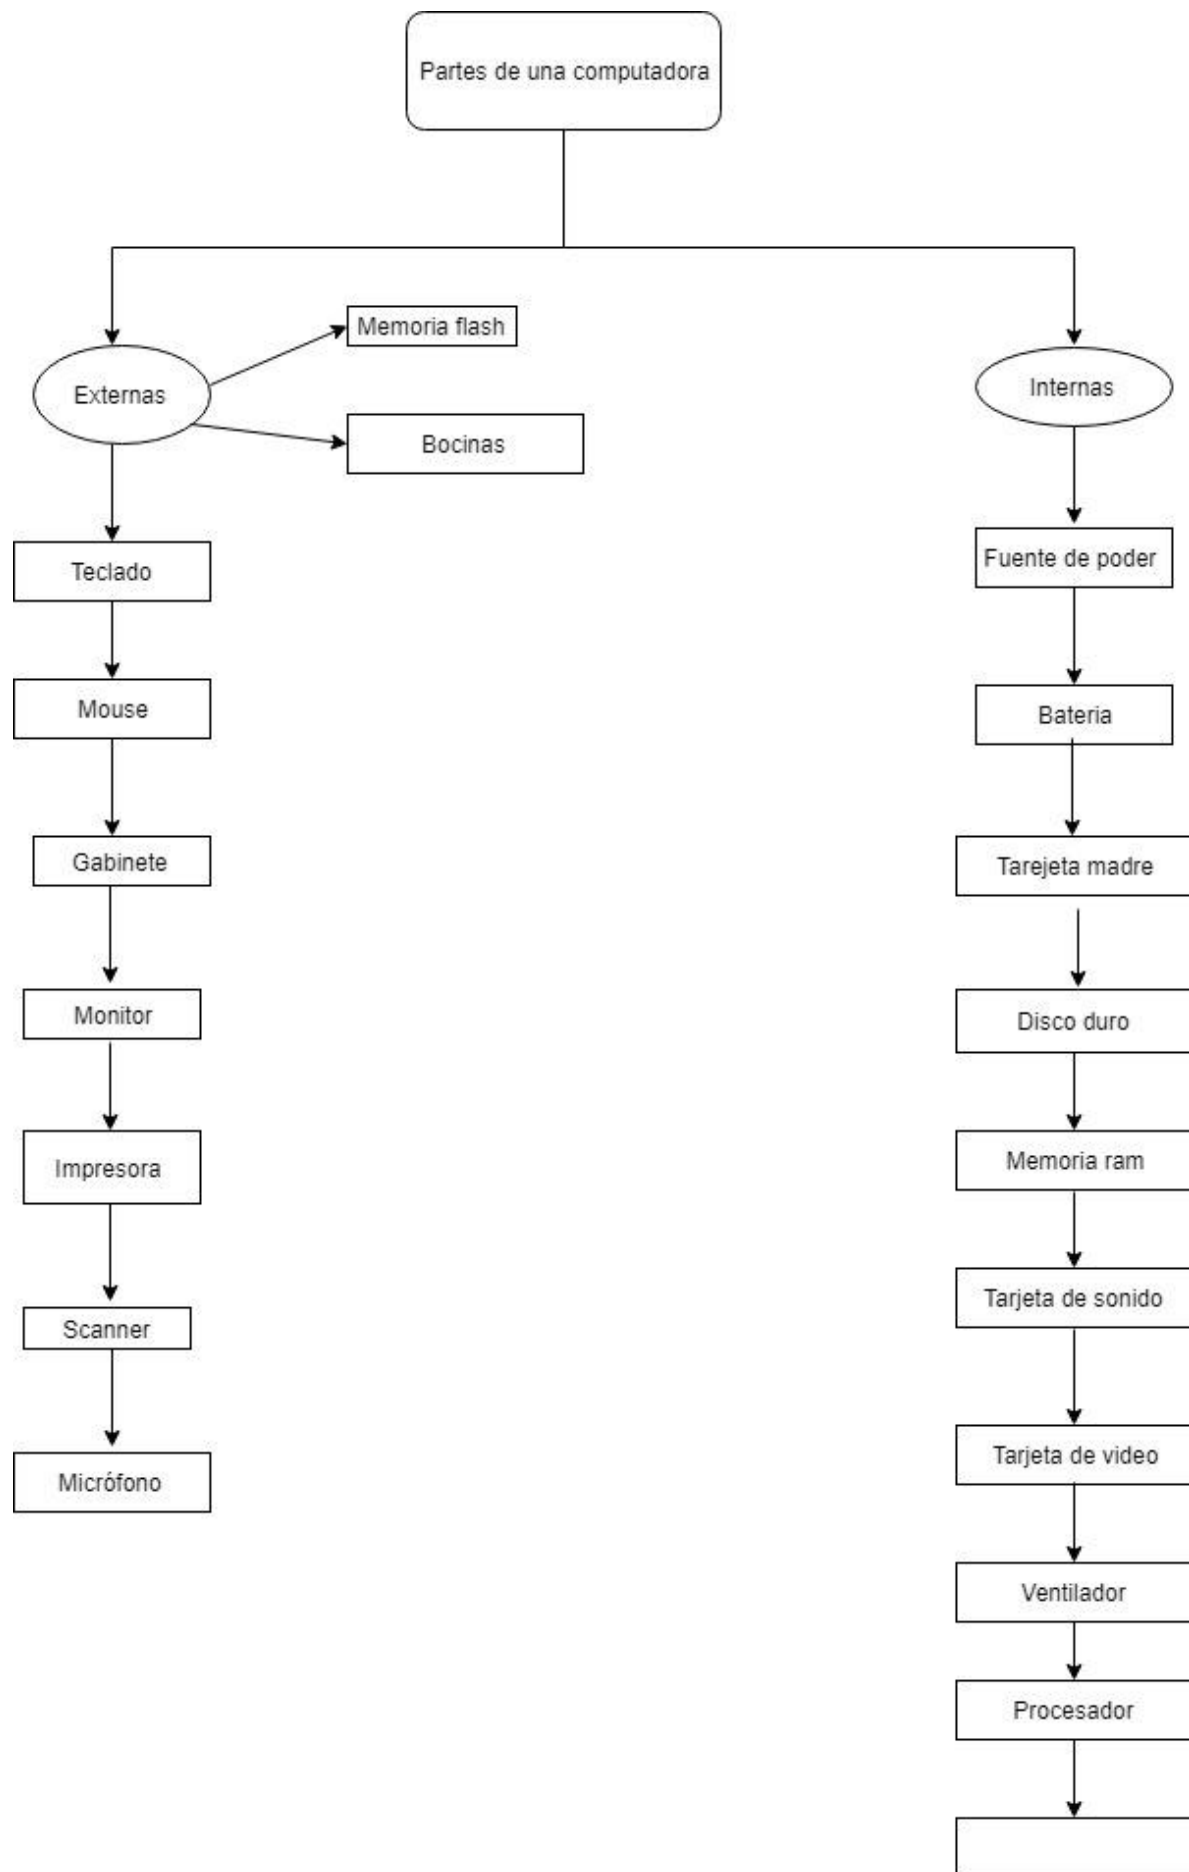 Partes de una computadora
Externas
Memoria flash
Bocinas
Teclado
Mouse
Gabinete
Monitor
Impresora
Scanner
Micrófono
Internas
Fuente de poder
Bateria
Tarejeta madre
Disco duro
Memoria ram
Tarjeta de sonido
Tarjeta de video
Ventilador
Procesador